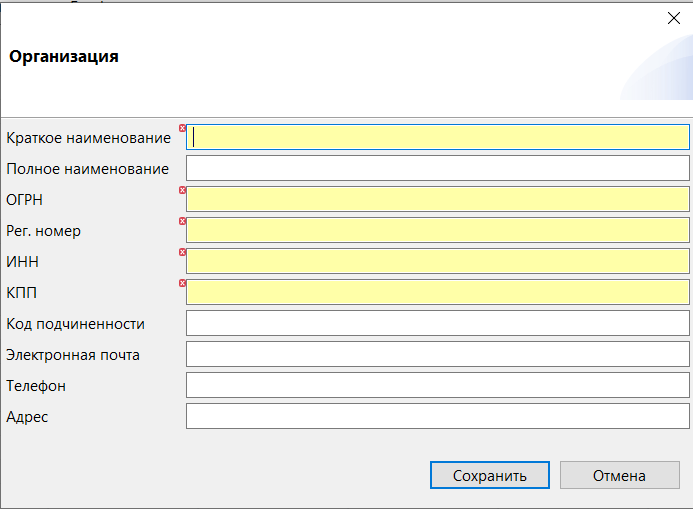 Организация
Краткое наименование
Полное наименование
ОГРН
Рег. номер
ИНН
КПП
Код подчиненности
Электронная почта
Телефон
Адрес
Сохранить
Отмена